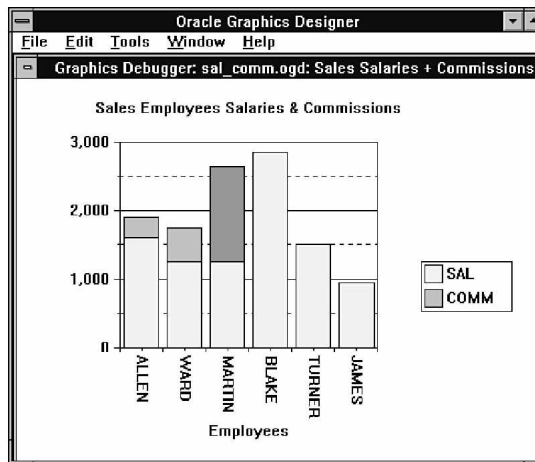 Oracle Graphics Designer
File Edit Tools Window Help
Graphics Debugger: sal_comm.ogd: Sales Salaries + Commissions
Sales Employees Salaries & Commissions
3,000
2,000
1,000
0
SAL
COMM
ALLEN
WARD
MARTIN
BLAKE
TURNER
JAMES
Employees